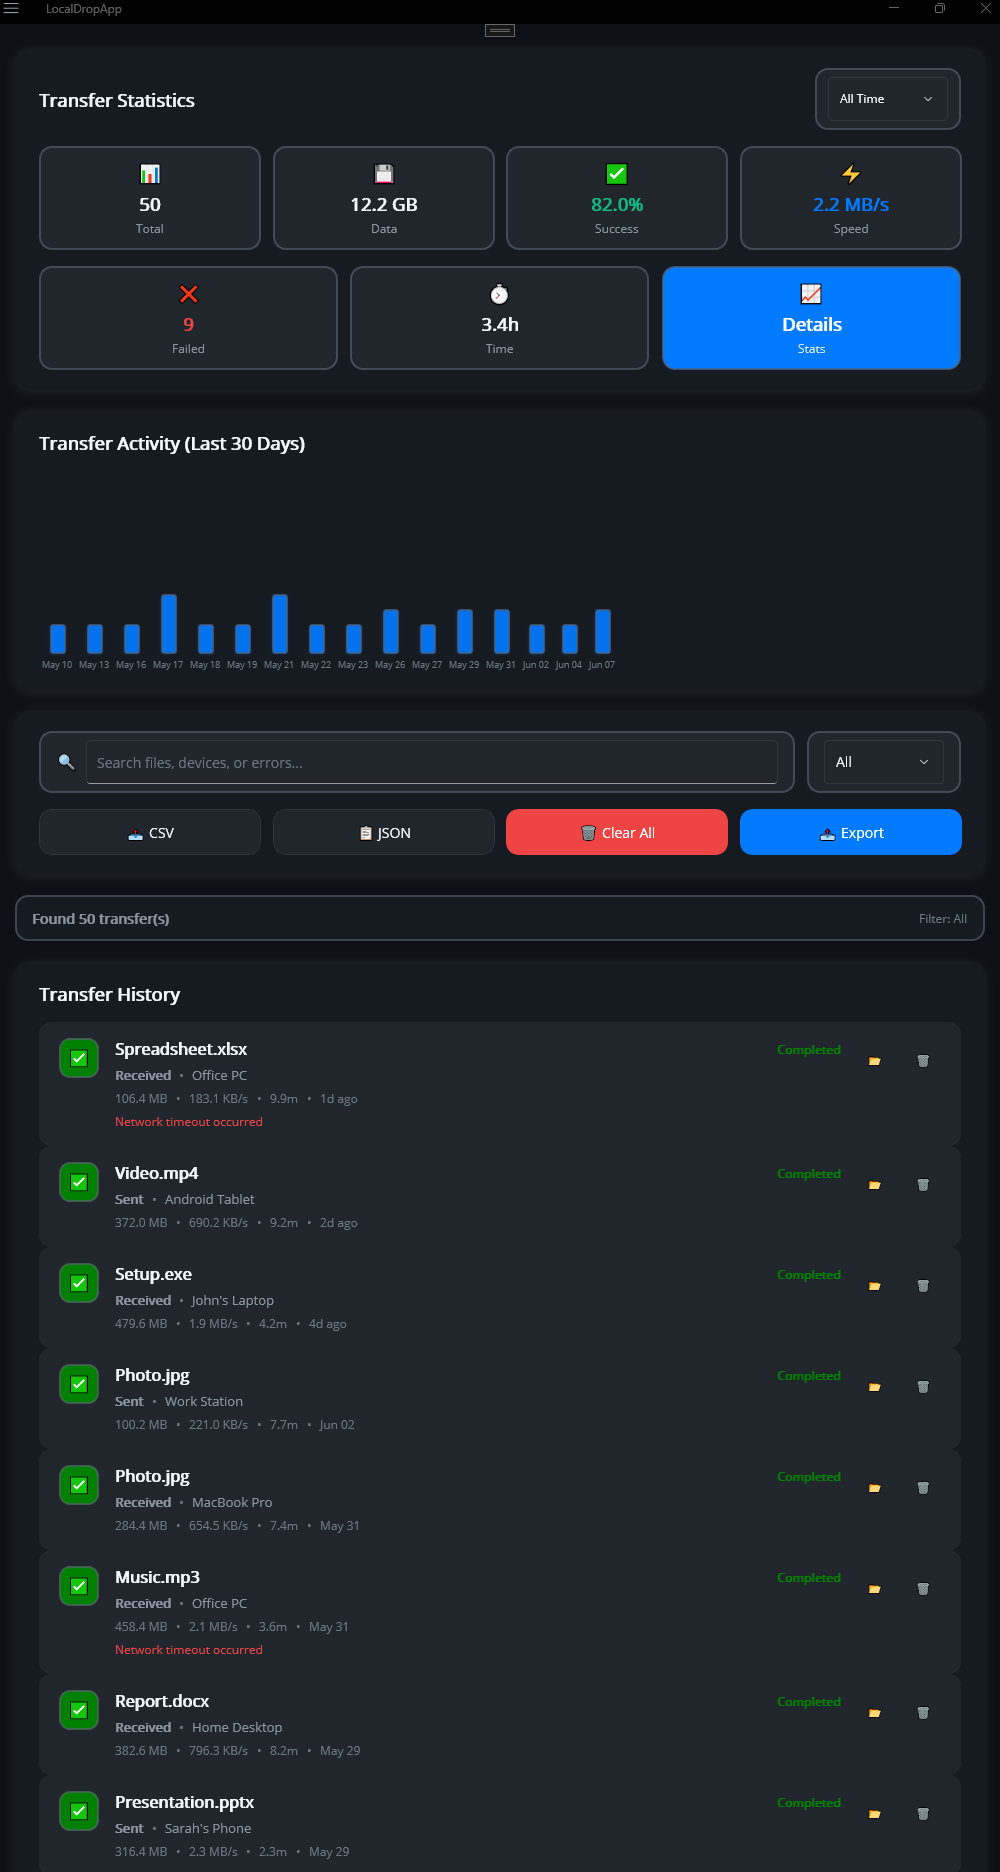 LocalDropApp
Transfer Statistics
All Time
50
Total
12.2 GB
Data
82.0%
Success
2.2 MB/s
Speed
9
Failed
3.4h
Time
Details
Stats
Transfer Activity (Last 30 Days)
May 10 May 13 May 16 May 17 May 18 May 19 May 21 May 22 May 23 May 26 May 27 May 29 May 31 Jun 02 Jun 04 Jun 07
Search files, devices, or errors...
All
CSV
JSON
Clear All
Export
Found 50 transfer(s)
Filter: All
Transfer History
Spreadsheet.xlsx
Completed
Received • Office PC
106.4 MB • 183.1 KB/s • 9.9m • 1d ago
Network timeout occurred
Video.mp4
Completed
Sent • Android Tablet
372.0 MB • 690.2 KB/s • 9.2m • 2d ago
Setup.exe
Completed
Received • John's Laptop
479.6 MB • 1.9 MB/s • 4.2m • 4d ago
Photo.jpg
Completed
Sent • Work Station
100.2 MB • 221.0 KB/s • 7.7m • Jun 02
Photo.jpg
Completed
Received • MacBook Pro
284.4 MB • 654.5 KB/s • 7.4m • May 31
Music.mp3
Completed
Received • Office PC
458.4 MB • 2.1 MB/s • 3.6m • May 31
Network timeout occurred
Report.docx
Completed
Received • Home Desktop
382.6 MB • 796.3 KB/s • 8.2m • May 29
Presentation.pptx
Completed
Sent • Sarah's Phone
316.4 MB • 2.3 MB/s • 2.3m • May 29